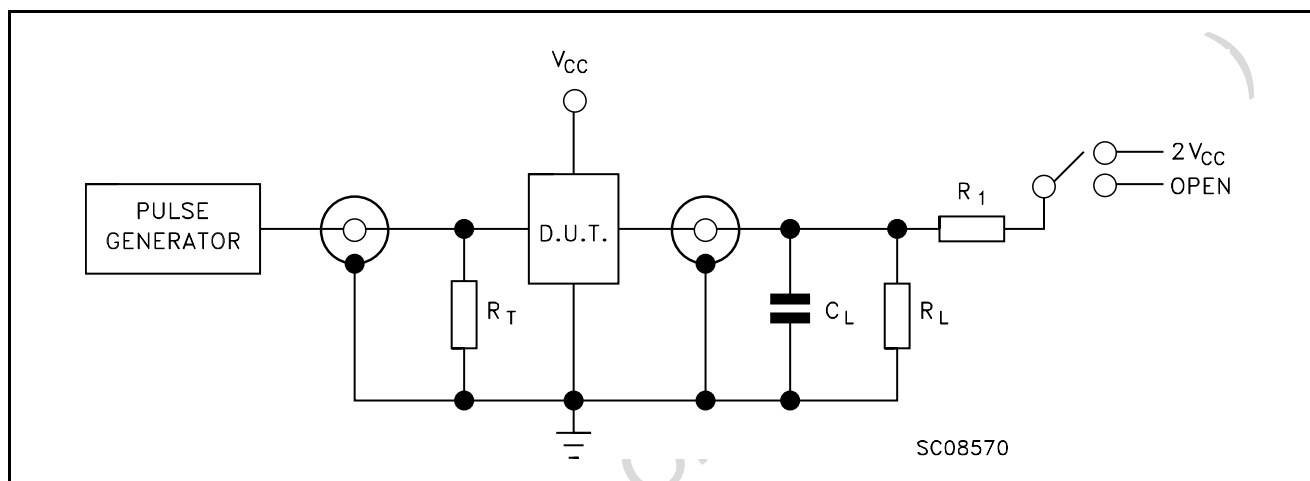 VCC
PULSE
GENERATOR
RT
D.U.T.
CL
RL
R1
2VCC
OPEN
SC08570